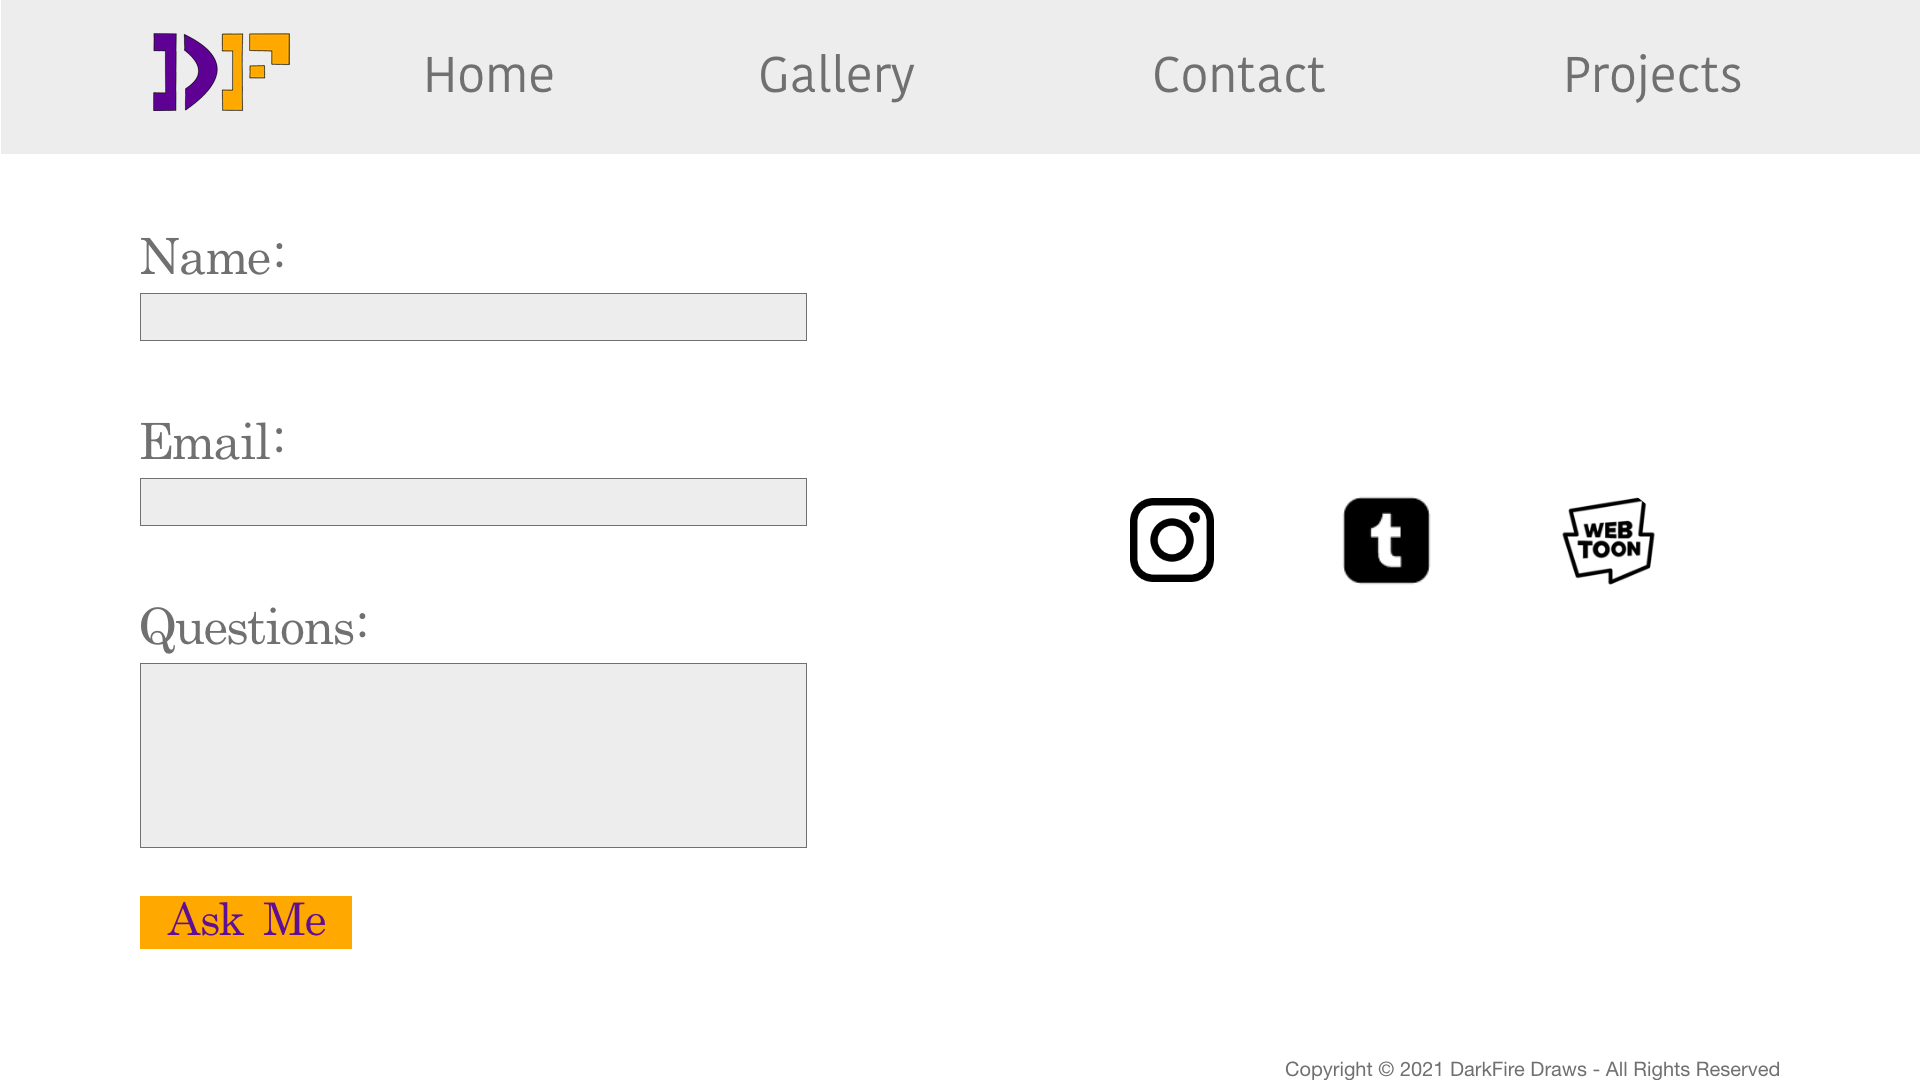 DF
Home Gallery Contact Projects
Name:
Email:
Questions:
Ask Me
t
WEB
TOON
Copyright © 2021 DarkFire Draws - All Rights Reserved